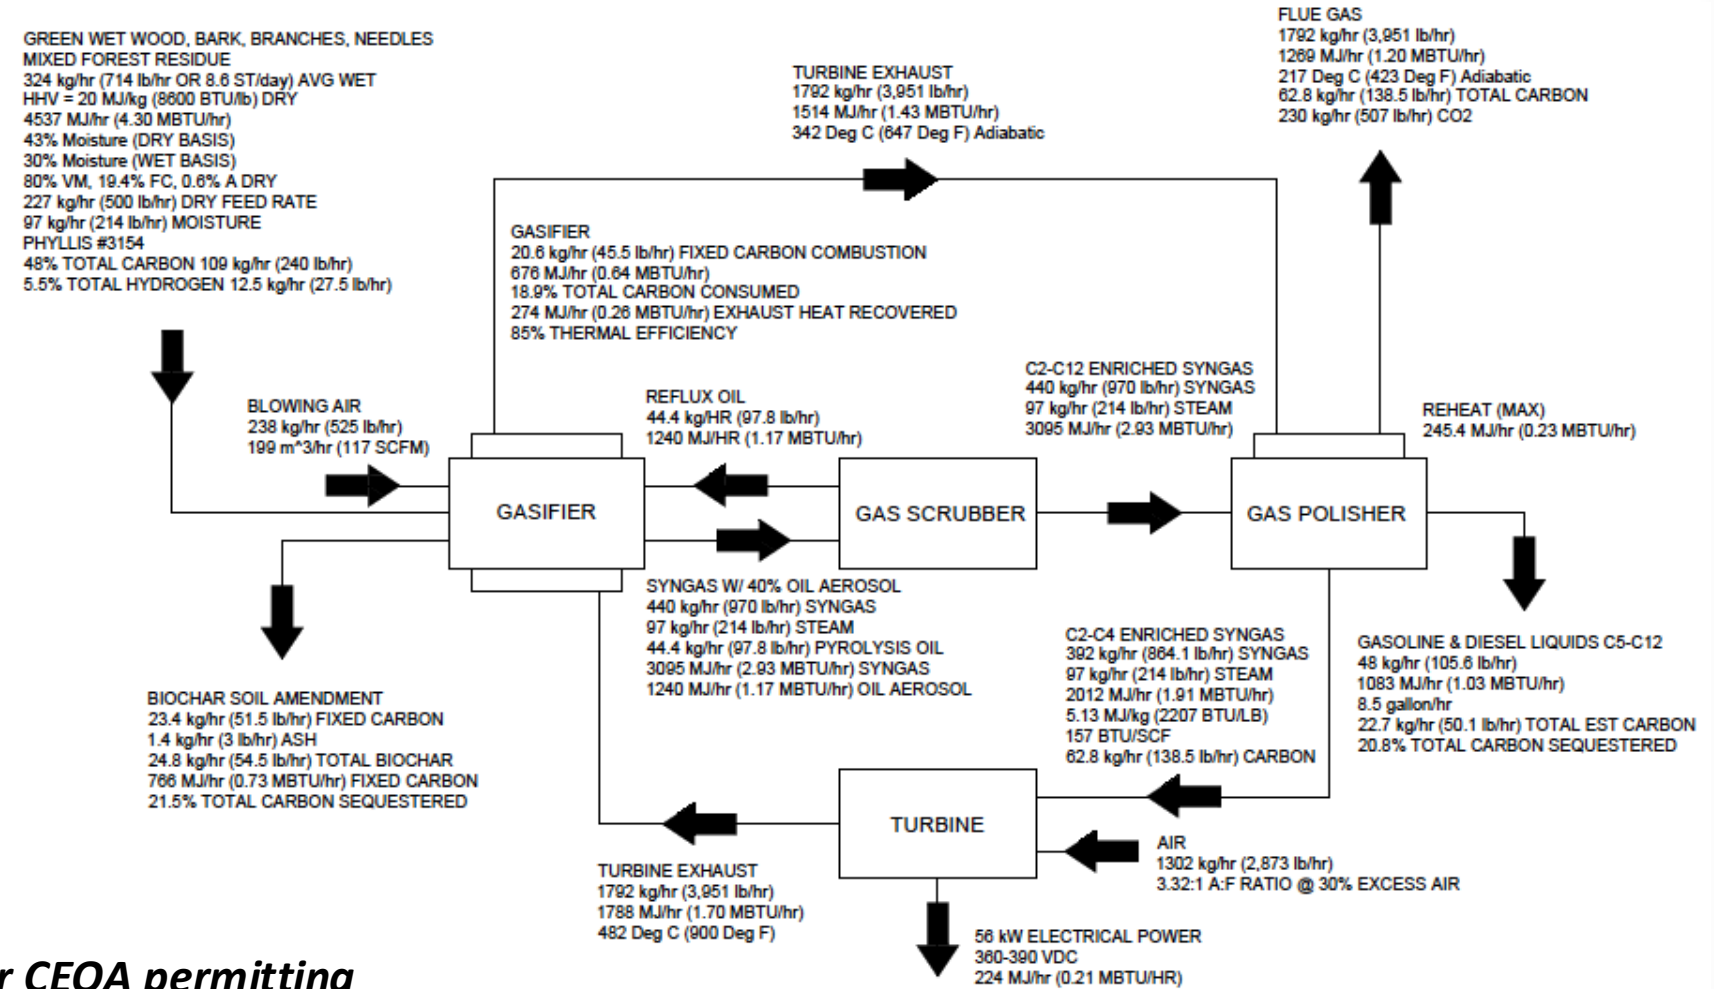 GREEN WET WOOD, BARK, BRANCHES, NEEDLES
MIXED FOREST RESIDUE
324 kg/hr (714 lb/hr OR 8.6 ST/day) AVG WET
HHV = 20 MJ/kg (8600 BTU/lb) DRY
4537 MJ/hr (4.30 MBTU/hr)
43% Moisture (DRY BASIS)
30% Moisture (WET BASIS)
80% VM, 19.4% FC, 0.6% A DRY
227 kg/hr (500 lb/hr) DRY FEED RATE
97 kg/hr (214 lb/hr) MOISTURE
PHYLLIS #3154
48% TOTAL CARBON 109 kg/hr (240 lb/hr)
5.5% TOTAL HYDROGEN 12.5 kg/hr (27.5 lb/hr)
TURBINE EXHAUST
1792 kg/hr (3,951 lb/hr)
1514 MJ/hr (1.43 MBTU/hr)
342 Deg C (647 Deg F) Adiabatic
FLUE GAS
1792 kg/hr (3,951 lb/hr)
1269 MJ/hr (1.20 MBTU/hr)
217 Deg C (423 Deg F) Adiabatic
62.8 kg/hr (138.5 lb/hr) TOTAL CARBON
230 kg/hr (507 lb/hr) CO2
GASIFIER
20.6 kg/hr (45.5 lb/hr) FIXED CARBON COMBUSTION
676 MJ/hr (0.64 MBTU/hr)
18.9% TOTAL CARBON CONSUMED
274 MJ/hr (0.26 MBTU/hr) EXHAUST HEAT RECOVERED
85% THERMAL EFFICIENCY
BLOWING AIR
238 kg/hr (525 lb/hr)
199 m^3/hr (117 SCFM)
REFLUX OIL
44.4 kg/HR (97.8 lb/hr)
1240 MJ/HR (1.17 MBTU/hr)
C2-C12 ENRICHED SYNGAS
440 kg/hr (970 lb/hr) SYNGAS
97 kg/hr (214 lb/hr) STEAM
3095 MJ/hr (2.93 MBTU/hr)
REHEAT (MAX)
245.4 MJ/hr (0.23 MBTU/hr)
GASIFIER
GAS SCRUBBER
GAS POLISHER
SYNGAS W/ 40% OIL AEROSOL
440 kg/hr (970 lb/hr) SYNGAS
97 kg/hr (214 lb/hr) STEAM
44.4 kg/hr (97.8 lb/hr) PYROLYSIS OIL
3095 MJ/hr (2.93 MBTU/hr) SYNGAS
1240 MJ/hr (1.17 MBTU/hr) OIL AEROSOL
C2-C4 ENRICHED SYNGAS
392 kg/hr (864.1 lb/hr) SYNGAS
97 kg/hr (214 lb/hr) STEAM
2012 MJ/hr (1.91 MBTU/hr)
5.13 MJ/kg (2207 BTU/LB)
157 BTU/SCF
62.8 kg/hr (138.5 lb/hr) CARBON
GASOLINE & DIESEL LIQUIDS C5-C12
48 kg/hr (105.6 lb/hr)
1083 MJ/hr (1.03 MBTU/hr)
8.5 gallon/hr
22.7 kg/hr (50.1 lb/hr) TOTAL EST CARBON
20.8% TOTAL CARBON SEQUESTERED
BIOCHAR SOIL AMENDMENT
23.4 kg/hr (51.5 lb/hr) FIXED CARBON
1.4 kg/hr (3 lb/hr) ASH
24.8 kg/hr (54.5 lb/hr) TOTAL BIOCHAR
766 MJ/hr (0.73 MBTU/hr) FIXED CARBON
21.5% TOTAL CARBON SEQUESTERED
TURBINE
AIR
1302 kg/hr (2,873 lb/hr)
3.32:1 A:F RATIO @ 30% EXCESS AIR
TURBINE EXHAUST
1792 kg/hr (3,951 lb/hr)
1788 MJ/hr (1.70 MBTU/hr)
482 Deg C (900 Deg F)
56 kW ELECTRICAL POWER
360-390 VDC
224 MJ/hr (0.21 MBTU/HR)
r CEQA permitting